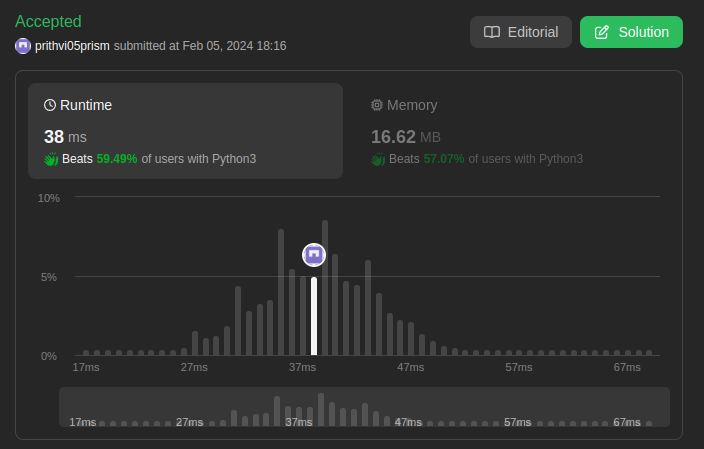 Accepted
prithvi05prism submitted at Feb 05, 2024 18:16
Editorial
Solution
Runtime
38 ms
Beats 59.49% of users with Python3
Memory
16.62 MB
Beats 57.07% of users with Python3
10%
5%
0%
17ms 27ms 37ms 47ms 57ms 67ms
17ms 27ms 37ms 47ms 57ms 67ms